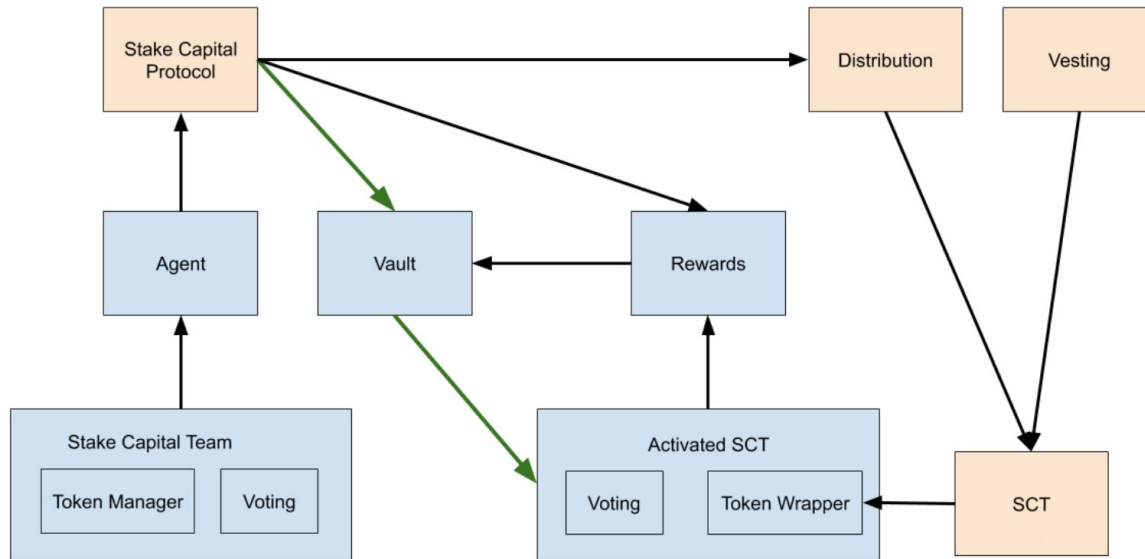 Stake Capital
Protocol
Distribution
Vesting
Agent
Vault
Rewards
Stake Capital Team
Token Manager
Voting
Activated SCT
Voting
Token Wrapper
SCT